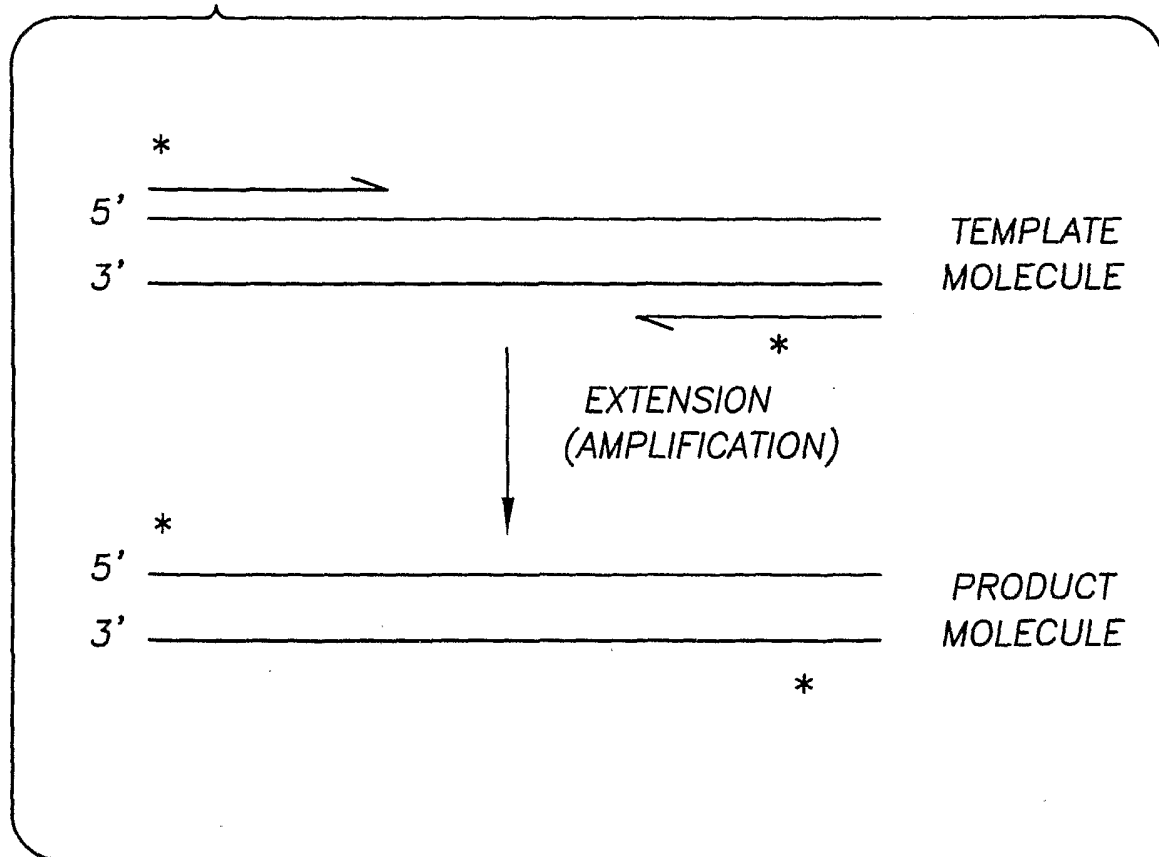 *
5'
3'
TEMPLATE
MOLECULE
*
EXTENSION
(AMPLIFICATION)
*
5'
3'
PRODUCT
MOLECULE
*